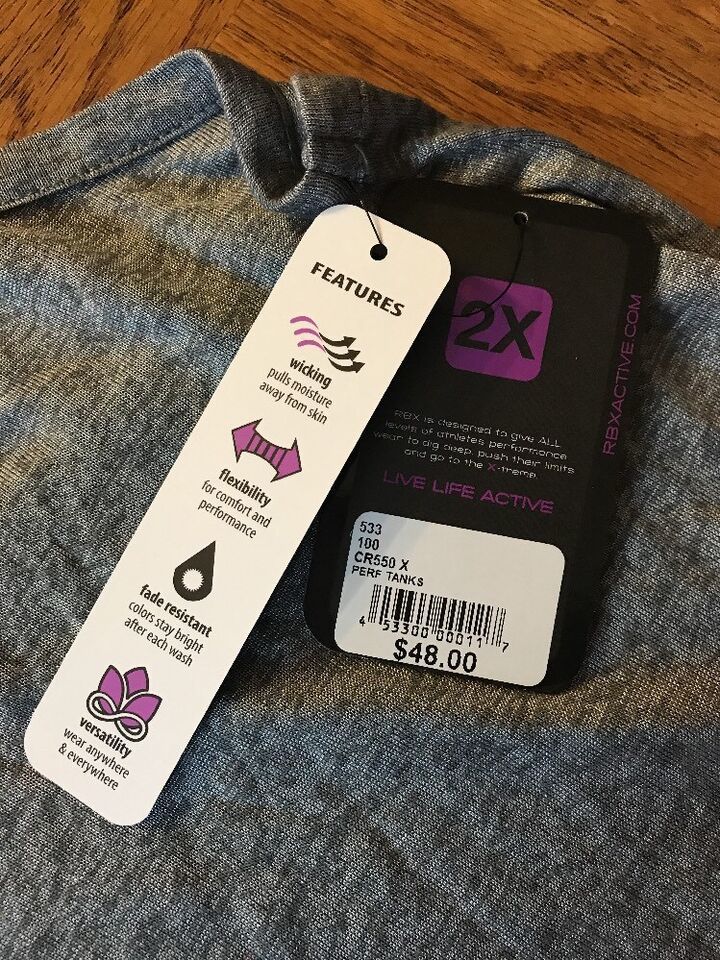 FEATURES
wicking
pulls moisture
away from skin
flexibility
for comfort and
performance
fade resistant
colors stay bright
after each wash
versatility
wear anywhere
& everywhere
2X
RBX is designed to give ALL
levels of athletes performance
wear to dig deep, push their limits
and go to the X-treme.
LIVE LIFE ACTIVE
RBXACTIVE.COM
533
100
CR550 X
PERF TANKS
4 53300 00011 7
$48.00